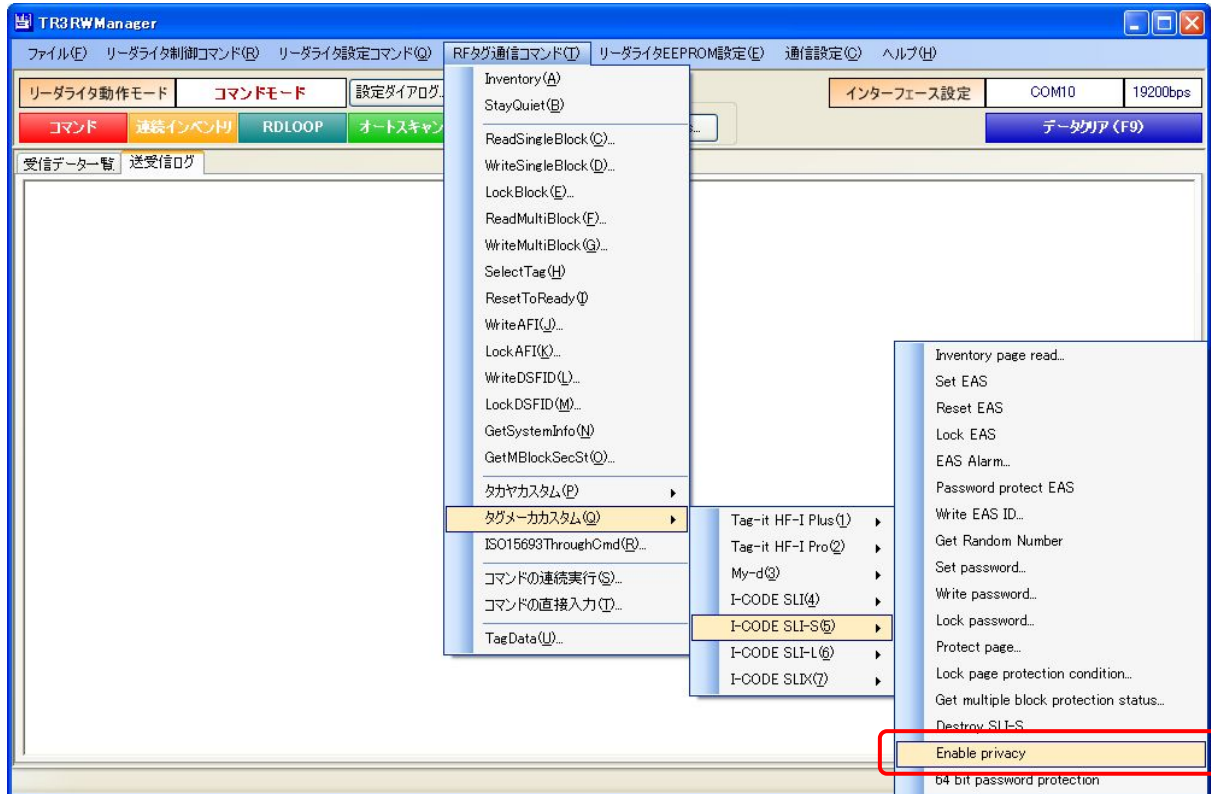 TR3RWManager
ファイル(F) リーダライタ制御コマンド(R) リーダライタ設定コマンド(Q) RFタグ通信コマンド(T) リーダライタEEPROM設定(E) 通信設定(C) ヘルプ(H)
リーダライタ動作モード コマンドモード 設定ダイアログ... インターフェース設定 COM10 19200bps
コマンド 連続インベントリ RDLOOP オートスキャン データクリア(F9)
受信データ一覧 送受信ログ
Inventory(A)
StayQuiet(B)
ReadSingleBlock(C)...
WriteSingleBlock(D)...
LockBlock(E)...
ReadMultiBlock(F)...
WriteMultiBlock(G)...
SelectTag(H)
ResetToReady(I)
WriteAFI(J)...
LockAFI(K)...
WriteDSFID(L)...
LockDSFID(M)...
GetSystemInfo(N)
GetMBlockSecSt(O)...
タカヤカスタム(P)
タグメーカカスタム(Q)
ISO15693ThroughCmd(R)...
コマンドの連続実行(S)...
コマンドの直接入力(T)...
TagData(U)...
Tag-it HF-I Plus(1)
Tag-it HF-I Pro(2)
My-d(3)
I-CODE SLI(4)
I-CODE SLI-S(5)
I-CODE SLI-L(6)
I-CODE SLIX(7)
Inventory page read...
Set EAS
Reset EAS
Lock EAS
EAS Alarm...
Password protect EAS
Write EAS ID...
Get Random Number
Set password...
Write password...
Lock password...
Protect page...
Lock page protection condition...
Get multiple block protection status...
Destroy SLI-S
Enable privacy
64 bit password protection